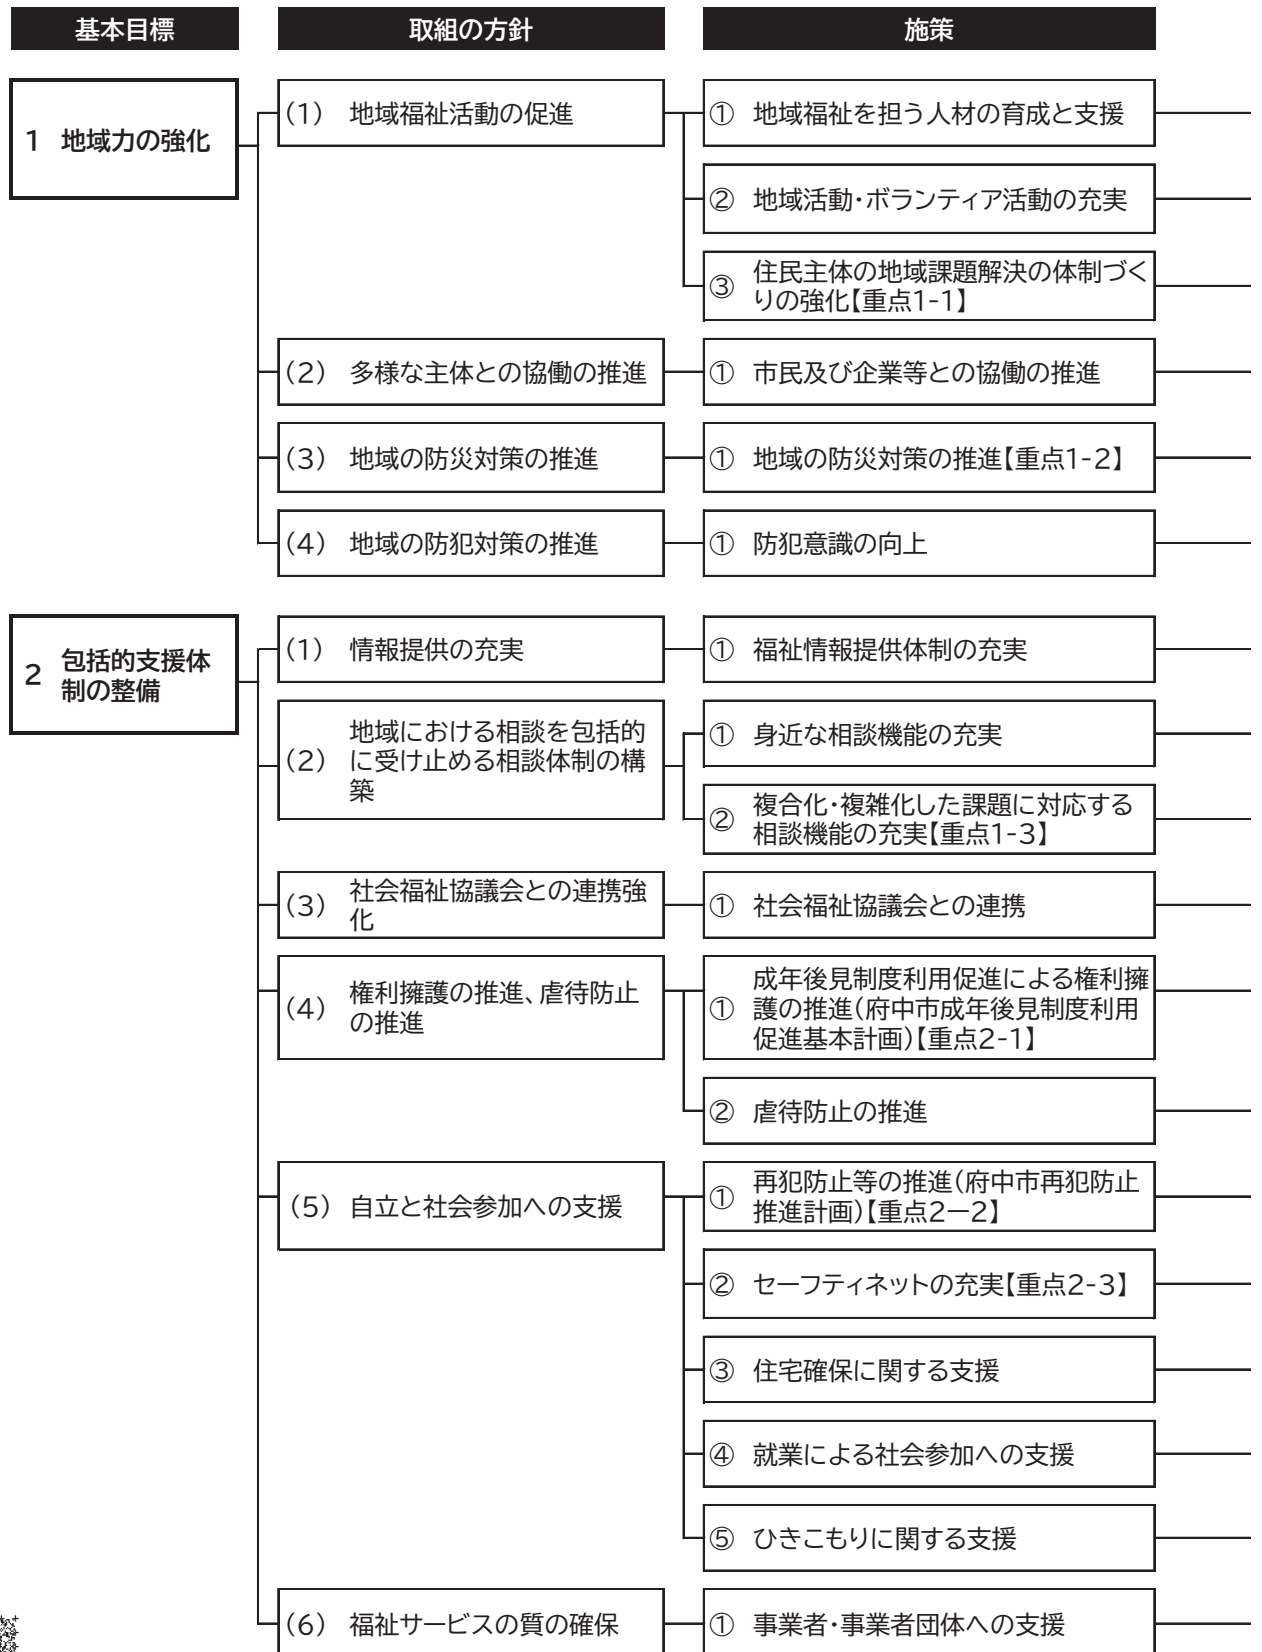 基本目標 取組の方針 施策
1 地域力の強化
(1) 地域福祉活動の促進
① 地域福祉を担う人材の育成と支援
② 地域活動・ボランティア活動の充実
③ 住民主体の地域課題解決の体制づく
りの強化【重点1-1】
(2) 多様な主体との協働の推進
① 市民及び企業等との協働の推進
(3) 地域の防災対策の推進
① 地域の防災対策の推進【重点1-2】
(4) 地域の防犯対策の推進
① 防犯意識の向上
2 包括的支援体
制の整備
(1) 情報提供の充実
① 福祉情報提供体制の充実
(2) 地域における相談を包括的
に受け止める相談体制の構
築
① 身近な相談機能の充実
② 複合化・複雑化した課題に対応する
相談機能の充実【重点1-3】
(3) 社会福祉協議会との連携強
化
① 社会福祉協議会との連携
(4) 権利擁護の推進、虐待防止
の推進
① 成年後見制度利用促進による権利擁
護の推進(府中市成年後見制度利用
促進基本計画)【重点2-1】
② 虐待防止の推進
(5) 自立と社会参加への支援
① 再犯防止等の推進(府中市再犯防止
推進計画)【重点2ー2】
② セーフティネットの充実【重点2-3】
③ 住宅確保に関する支援
④ 就業による社会参加への支援
⑤ ひきこもりに関する支援
(6) 福祉サービスの質の確保
① 事業者・事業者団体への支援